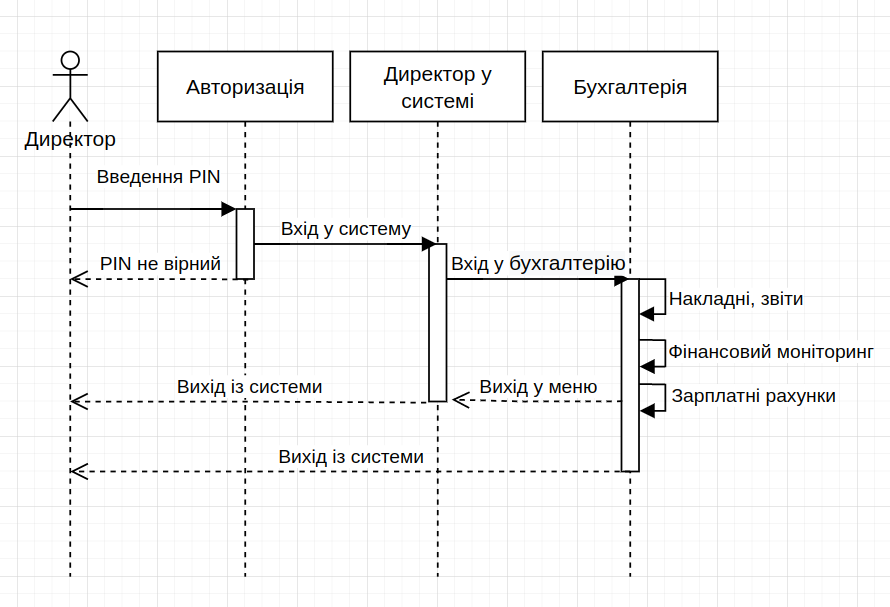 Авторизація
Директор у
системі
Бухгалтерія
Директор
Введення PIN
Вхід у систему
PIN не вірний
Вхід у бухгалтерію
Накладні, звіти
Фінансовий моніторинг
Вихід із системи
Вихід у меню
Зарплатні рахунки
Вихід із системи